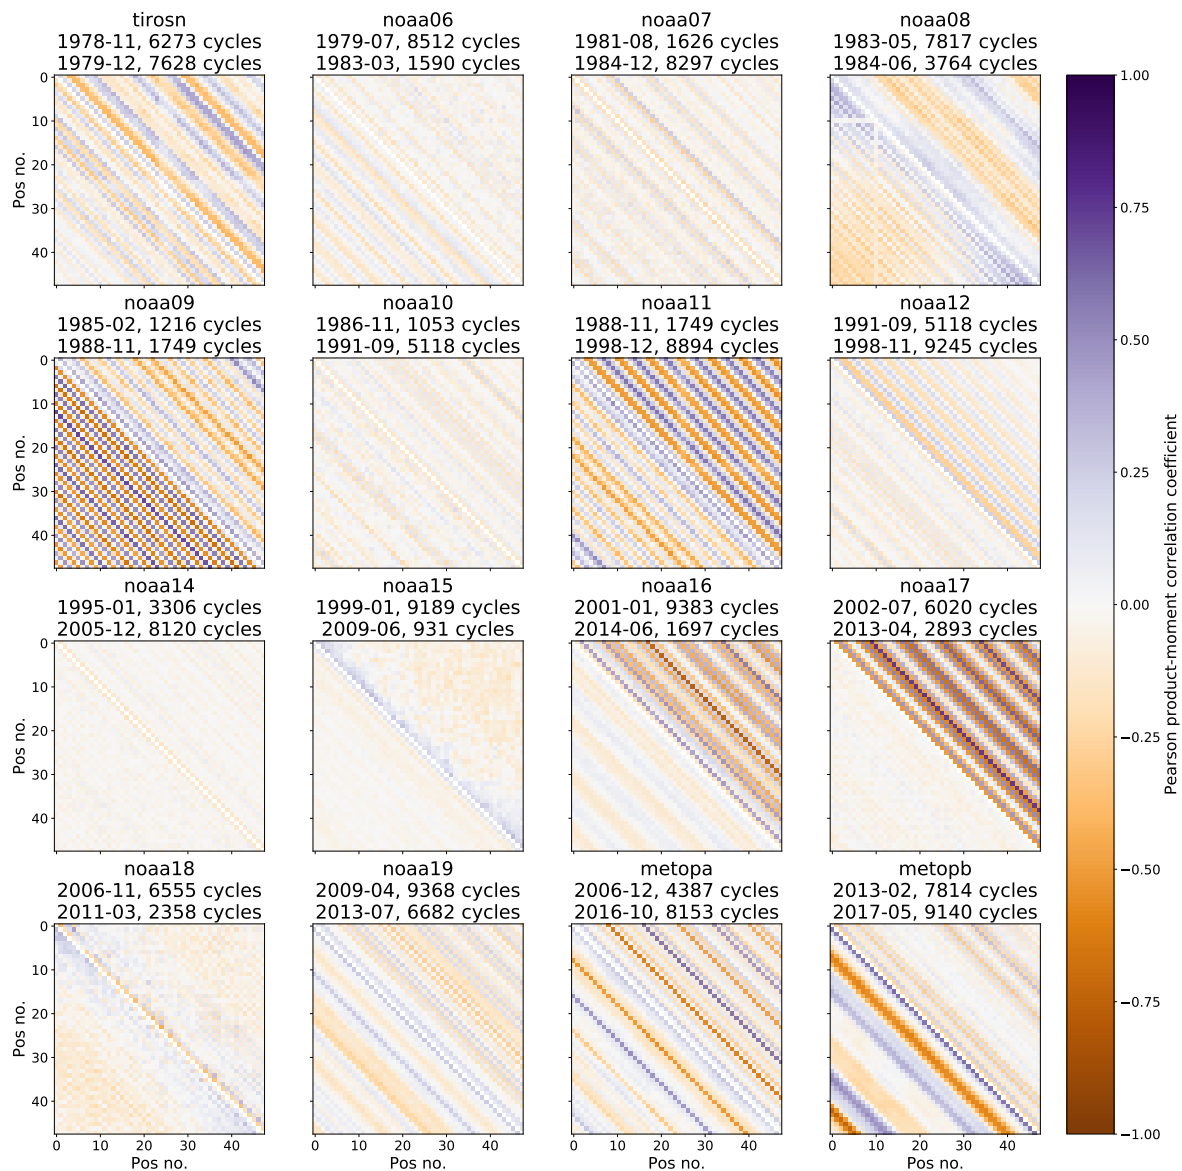 tirosn
1978-11, 6273 cycles
1979-12, 7628 cycles
noaa06
1979-07, 8512 cycles
1983-03, 1590 cycles
noaa07
1981-08, 1626 cycles
1984-12, 8297 cycles
noaa08
1983-05, 7817 cycles
1984-06, 3764 cycles
0
10
20
30
40
Pos no.
noaa09
1985-02, 1216 cycles
1988-11, 1749 cycles
noaa10
1986-11, 1053 cycles
1991-09, 5118 cycles
noaa11
1988-11, 1749 cycles
1998-12, 8894 cycles
noaa12
1991-09, 5118 cycles
1998-11, 9245 cycles
0
10
20
30
40
Pos no.
noaa14
1995-01, 3306 cycles
2005-12, 8120 cycles
noaa15
1999-01, 9189 cycles
2009-06, 931 cycles
noaa16
2001-01, 9383 cycles
2014-06, 1697 cycles
noaa17
2002-07, 6020 cycles
2013-04, 2893 cycles
0
10
20
30
40
Pos no.
noaa18
2006-11, 6555 cycles
2011-03, 2358 cycles
noaa19
2009-04, 9368 cycles
2013-07, 6682 cycles
metopa
2006-12, 4387 cycles
2016-10, 8153 cycles
metopb
2013-02, 7814 cycles
2017-05, 9140 cycles
0
10
20
30
40
Pos no.
0 10 20 30 40
Pos no.
0 10 20 30 40
Pos no.
0 10 20 30 40
Pos no.
0 10 20 30 40
Pos no.
1.00
0.75
0.50
0.25
0.00
−0.25
−0.50
−0.75
−1.00
Pearson product-moment correlation coefficient